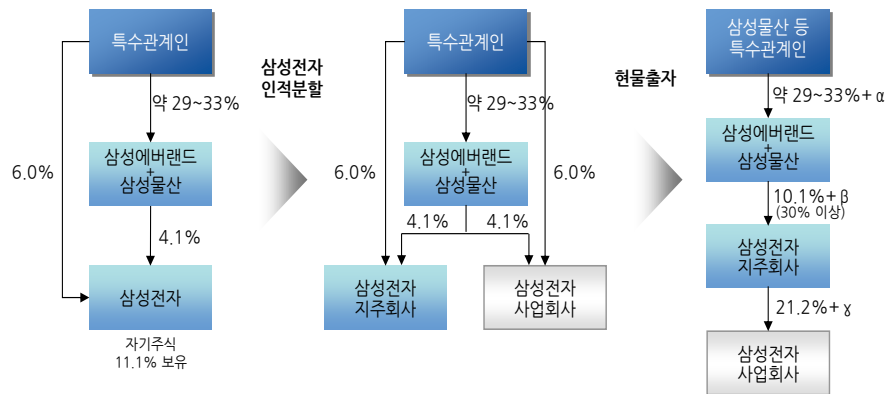 특수관계인
약 29~33%
6.0%
삼성에버랜드
+
삼성물산
4.1%
삼성전자
자기주식
11.1% 보유
삼성전자
인적분할
특수관계인
약 29~33%
6.0%
삼성에버랜드
+
삼성물산
6.0%
4.1%
4.1%
삼성전자
지주회사
삼성전자
사업회사
현물출자
삼성물산 등
특수관계인
약 29~33%+ α
삼성에버랜드
+
삼성물산
10.1%+ β
(30% 이상)
삼성전자
지주회사
21.2%+ ɣ
삼성전자
사업회사